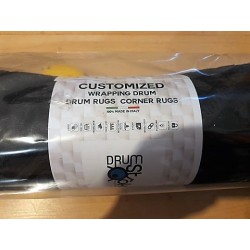 CUSTOMIZED
WRAPPING DRUM
DRUM RUGS CORNER RUGS
100% MADE IN ITALY
DRUM